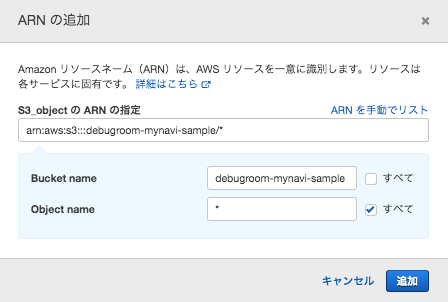 ARN の追加
×
Amazon リソースネーム（ARN）は、AWS リソースを一意に識別します。リソースは
各サービスに固有です。 詳細はこちら
S3_object の ARN の指定 ARN を手動でリスト
arn:aws:s3:::debugroom-mynavi-sample/*
Bucket name debugroom-mynavi-sample すべて
Object name * すべて
キャンセル 追加